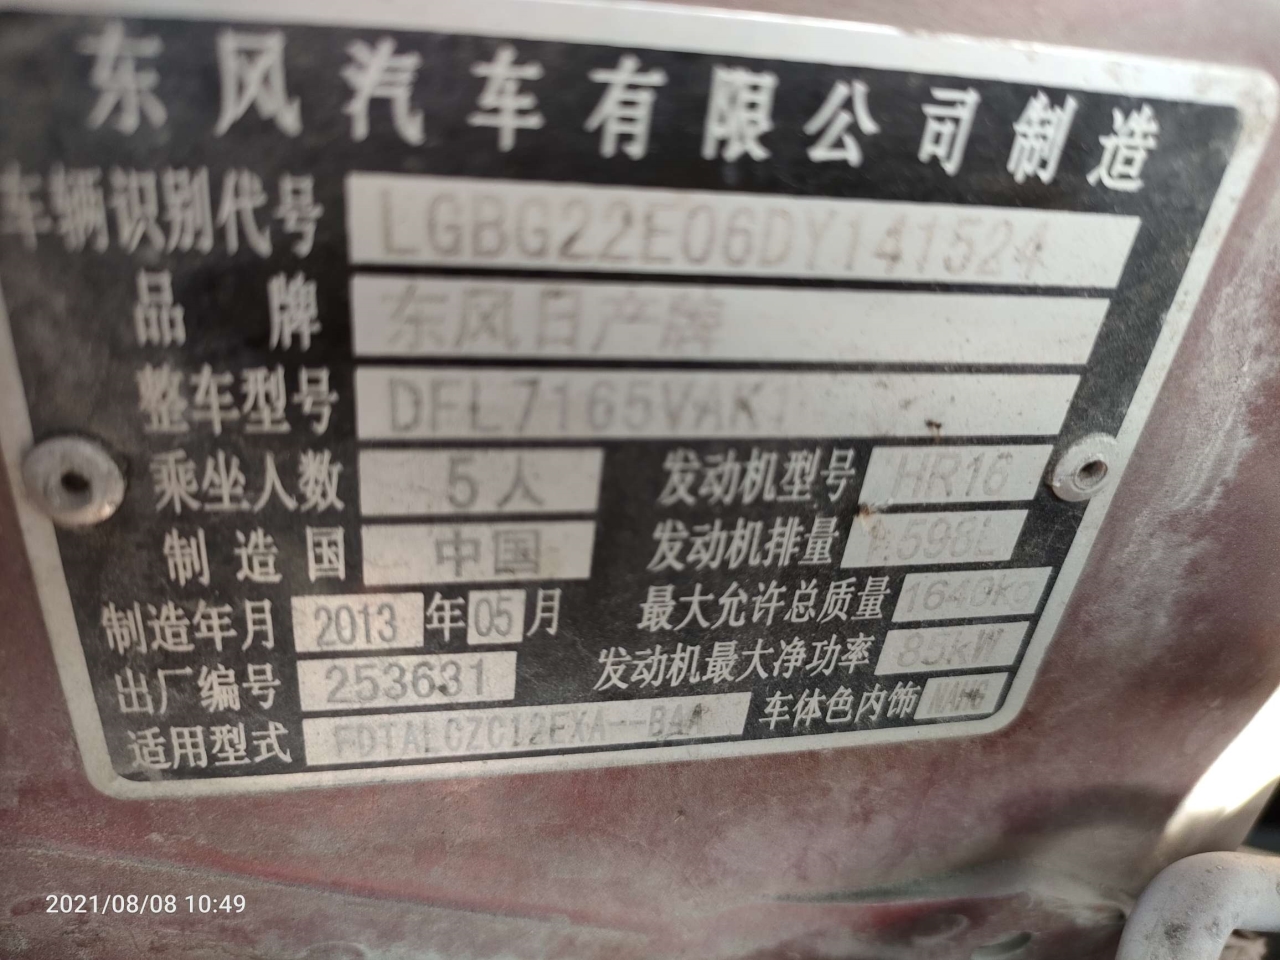 东风汽车有限公司制造
车辆识别代号 LGBG22E06DY141524
品牌 东风日产牌
整车型号 DFL7165VAK
乘坐人数 5人 发动机型号 HR16
制造国 中国 发动机排量 1.598L
制造年月 2013年05月 最大允许总质量 1640kg
出厂编号 253631 发动机最大净功率 85kW
适用型式 车体色内饰
2021/08/08 10:49